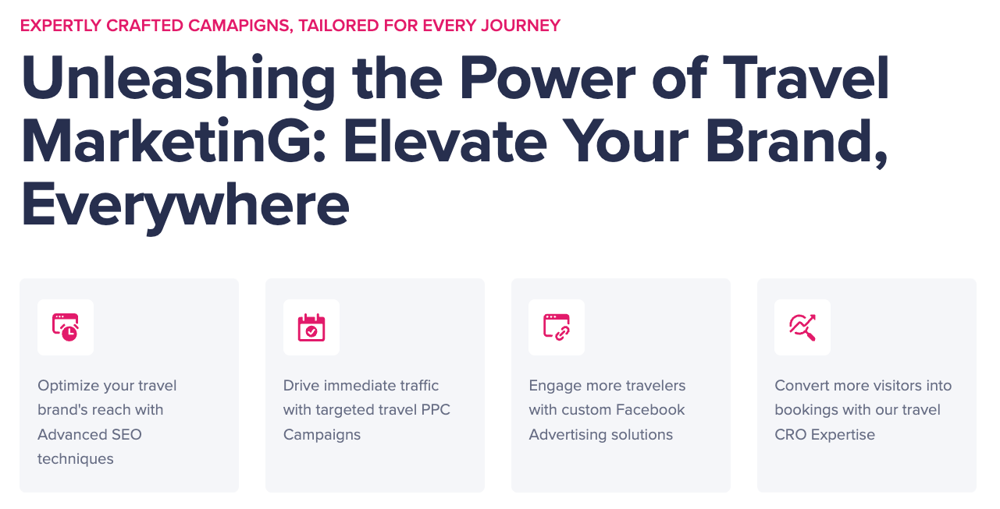 EXPERTLY CRAFTED CAMAPIGNS, TAILORED FOR EVERY JOURNEY
Unleashing the Power of Travel
MarketinG: Elevate Your Brand,
Everywhere
Optimize your travel
brand's reach with
Advanced SEO
techniques
Drive immediate traffic
with targeted travel PPC
Campaigns
Engage more travelers
with custom Facebook
Advertising solutions
Convert more visitors into
bookings with our travel
CRO Expertise